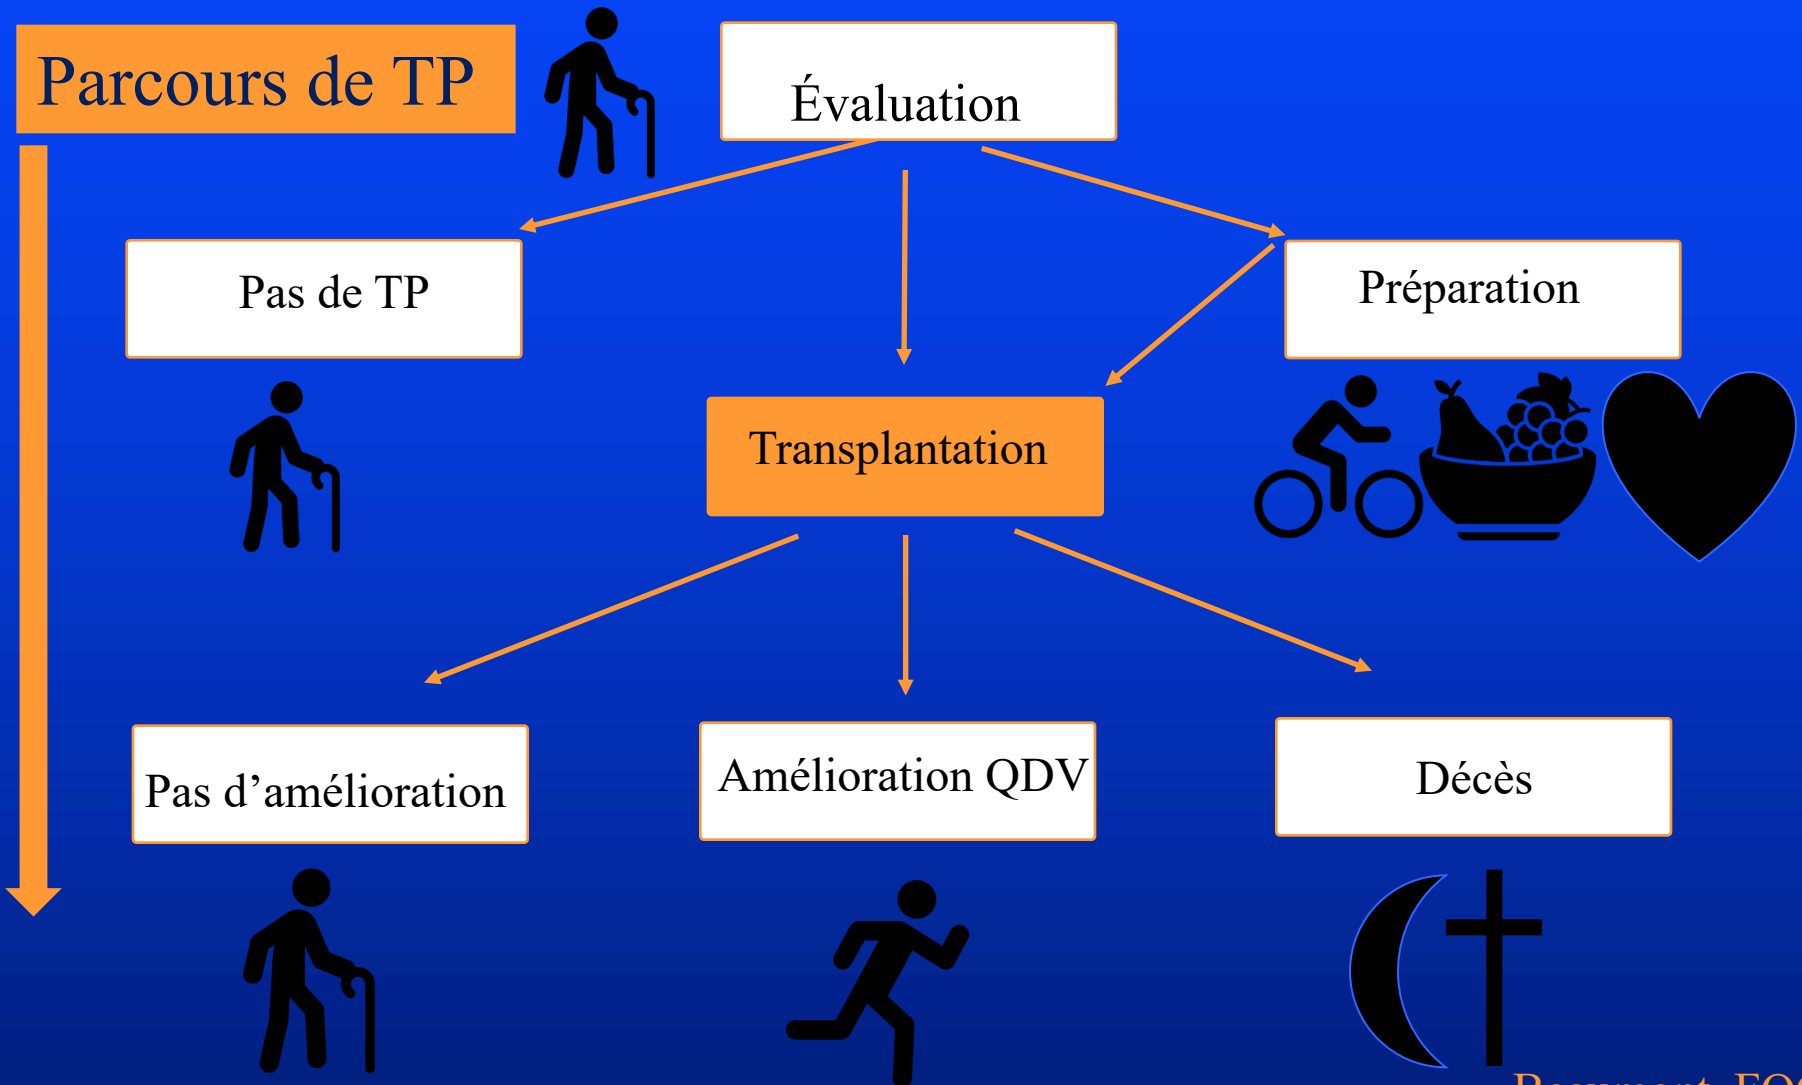 Parcours de TP
Évaluation
Pas de TP
Préparation
Transplantation
Pas d’amélioration
Amélioration QDV
Décès